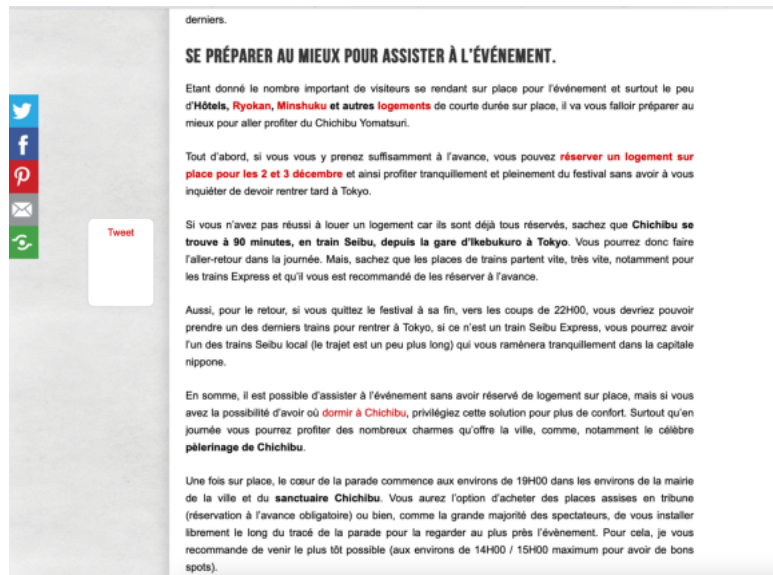 derniers.
SE PRÉPARER AU MIEUX POUR ASSISTER À L'ÉVÉNEMENT.
Etant donné le nombre important de visiteurs se rendant sur place pour l'événement et surtout le peu
d'Hôtels, Ryokan, Minshuku et autres logements de courte durée sur place, il va vous falloir préparer au
mieux pour aller profiter du Chichibu Yomatsuri.
Tout d'abord, si vous vous y prenez suffisamment à l'avance, vous pouvez réserver un logement sur
place pour les 2 et 3 décembre et ainsi profiter tranquillement et pleinement du festival sans avoir à vous
inquiéter de devoir rentrer tard à Tokyo.
Tweet
Si vous n'avez pas réussi à louer un logement car ils sont déjà tous réservés, sachez que Chichibu se
trouve à 90 minutes, en train Seibu, depuis la gare d'Ikebukuro à Tokyo. Vous pourrez donc faire
l'aller-retour dans la journée. Mais, sachez que les places de trains partent vite, très vite, notamment pour
les trains Express et qu'il vous est recommandé de les réserver à l'avance.
Aussi, pour le retour, si vous quittez le festival à sa fin, vers les coups de 22H00, vous devriez pouvoir
prendre un des derniers trains pour rentrer à Tokyo, si ce n'est un train Seibu Express, vous pourrez avoir
l'un des trains Seibu local (le trajet est un peu plus long) qui vous ramènera tranquillement dans la capitale
nippone.
En somme, il est possible d'assister à l'événement sans avoir réservé de logement sur place, mais si vous
avez la possibilité d'avoir où dormir à Chichibu, privilégiez cette solution pour plus de confort. Surtout qu'en
journée vous pourrez profiter des nombreux charmes qu'offre la ville, comme, notamment le célèbre
pèlerinage de Chichibu.
Une fois sur place, le cœur de la parade commence aux environs de 19H00 dans les environs de la mairie
de la ville et du sanctuaire Chichibu. Vous aurez l'option d'acheter des places assises en tribune
(réservation à l'avance obligatoire) ou bien, comme la grande majorité des spectateurs, de vous installer
librement le long du tracé de la parade pour la regarder au plus près l'évènement. Pour cela, je vous
recommande de venir le plus tôt possible (aux environs de 14H00 / 15H00 maximum pour avoir de bons
spots).